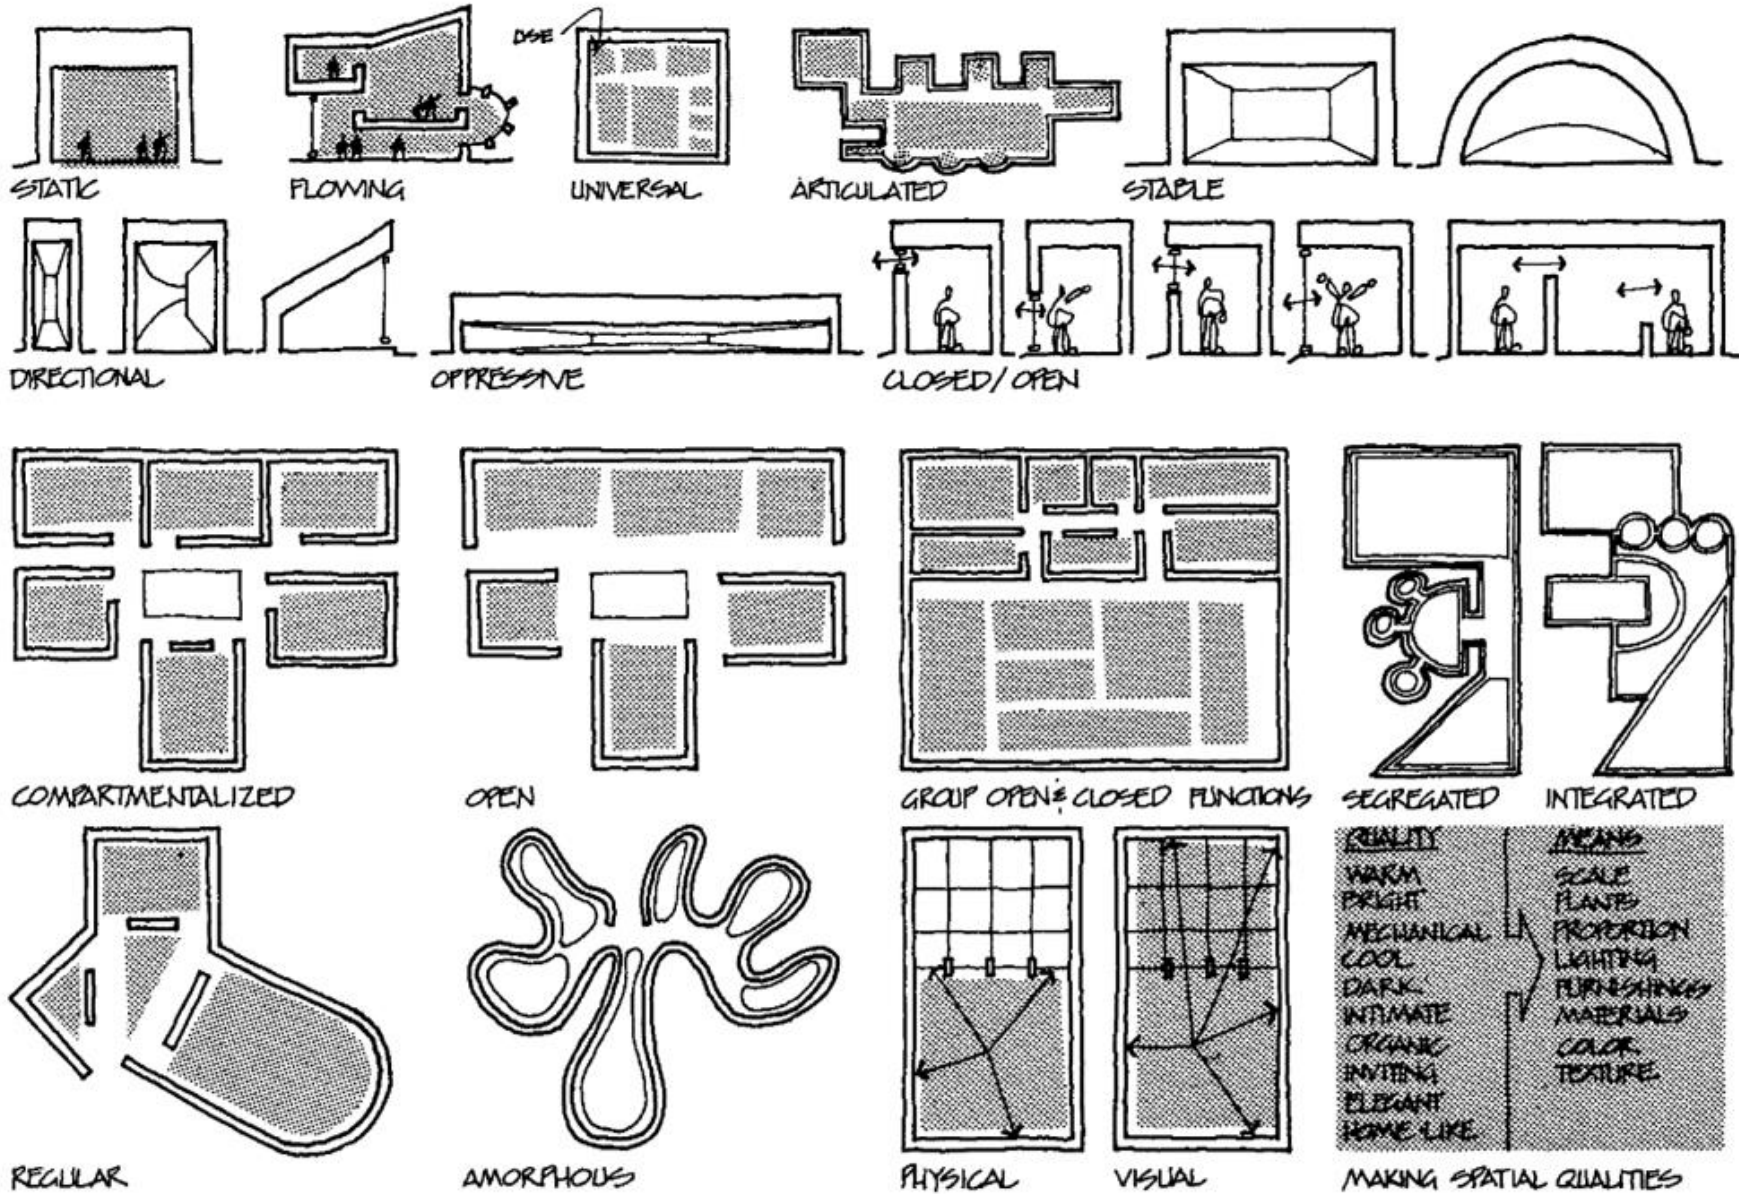 USE
STATIC
FLOWING
UNIVERSAL
ARTICULATED
STABLE
DIRECTIONAL
OPPRESSIVE
CLOSED/OPEN
COMPARTMENTALIZED
OPEN
GROUP OPEN & CLOSED FUNCTIONS
SEGREGATED
INTEGRATED
REGULAR
AMORPHOUS
PHYSICAL
VISUAL
QUALITY
WARM
BRIGHT
MECHANICAL
COOL
DARK
INTIMATE
ORGANIC
INVITING
ELEGANT
HOME-LIKE
MEANS
SCALE
PLANTS
PROPORTION
LIGHTING
FURNISHINGS
MATERIALS
COLOR
TEXTURE
MAKING SPATIAL QUALITIES